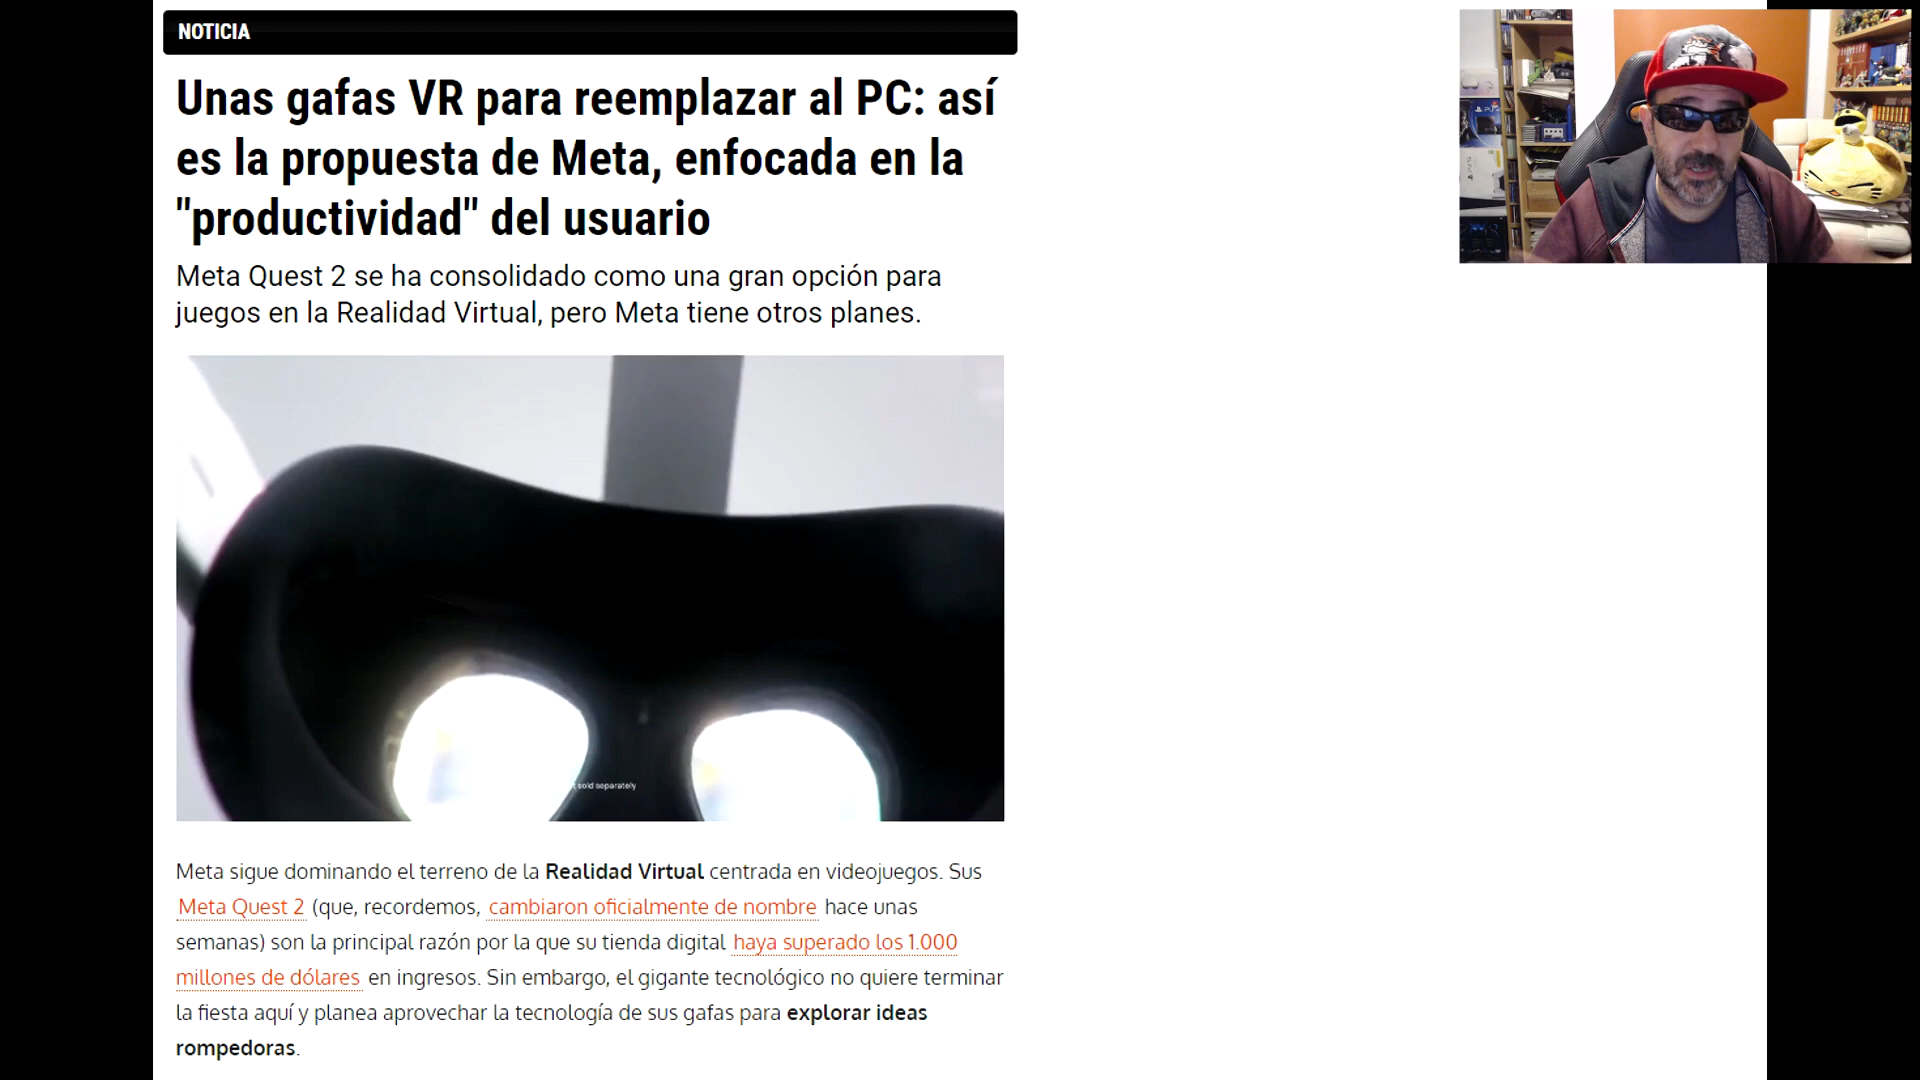 NOTICIA
Unas gafas VR para reemplazar al PC: así
es la propuesta de Meta, enfocada en la
"productividad" del usuario
Meta Quest 2 se ha consolidado como una gran opción para
juegos en la Realidad Virtual, pero Meta tiene otros planes.
sold separately
Meta sigue dominando el terreno de la Realidad Virtual centrada en videojuegos. Sus
Meta Quest 2 (que, recordemos, cambiaron oficialmente de nombre hace unas
semanas) son la principal razón por la que su tienda digital haya superado los 1.000
millones de dólares en ingresos. Sin embargo, el gigante tecnológico no quiere terminar
la fiesta aquí y planea aprovechar la tecnología de sus gafas para explorar ideas
rompedoras.